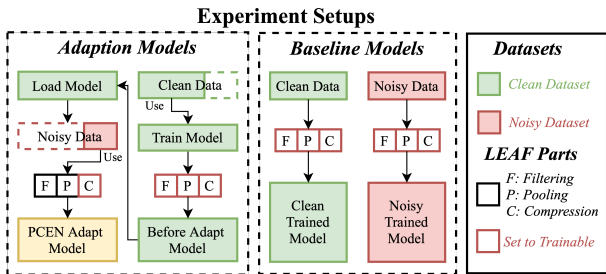 Experiment Setups
Adaption Models
Load Model
Clean Data
Use
Noisy Data
Use
Train Model
F P C
F P C
PCEN Adapt
Model
Before Adapt
Model
Baseline Models
Clean Data
Noisy Data
F P C
F P C
Clean
Trained
Model
Noisy
Trained
Model
Datasets
Clean Dataset
Noisy Dataset
LEAF Parts
F: Filtering
P: Pooling
C: Compression
Set to Trainable